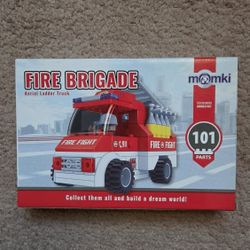 FIRE BRIGADE
Aerial Ladder Truck
momki
101
PARTS
FIRE FIGHT
FIRE FIGHT
Collect them all and build a dream world!